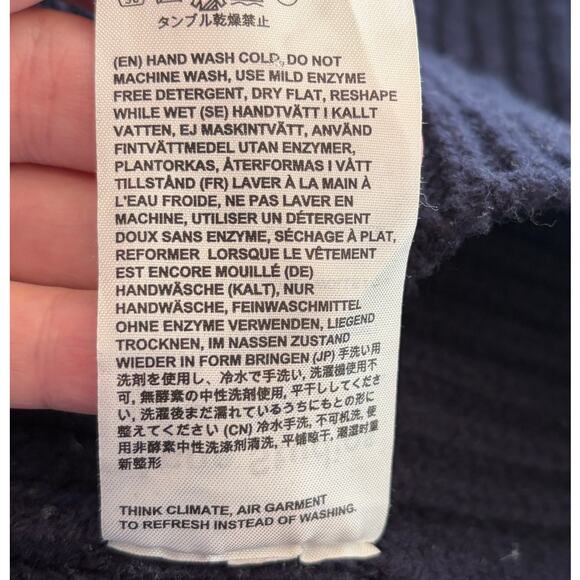 タンブル乾燥禁止
(EN) HAND WASH COLD, DO NOT
MACHINE WASH, USE MILD ENZYME
FREE DETERGENT, DRY FLAT, RESHAPE
WHILE WET (SE) HANDTVÄTT I KALLT
VATTEN, EJ MASKINTVÄTT, ANVÄND
FINTVÄTTMEDEL UTAN ENZYMER,
PLANTORKAS, ÅTERFORMAS I VÅTT
TILLSTÅND (FR) LAVER À LA MAIN À
L'EAU FROIDE, NE PAS LAVER EN
MACHINE, UTILISER UN DÉTERGENT
DOUX SANS ENZYME, SÉCHAGE À PLAT,
REFORMER LORSQUE LE VÊTEMENT
EST ENCORE MOUILLÉ (DE)
HANDWÄSCHE (KALT), NUR
HANDWÄSCHE, FEINWASCHMITTEL
OHNE ENZYME VERWENDEN, LIEGEND
TROCKNEN, IM NASSEN ZUSTAND
WIEDER IN FORM BRINGEN (JP) 手洗い用
洗剤を使用し、冷水で手洗い, 洗濯機使用不
可, 無酵素の中性洗剤使用, 平干ししてくださ
い, 洗濯後まだ濡れているうちにもとの形に
整えてください (CN) 冷水手洗, 不可机洗, 使
用非酵素中性洗涤剂清洗, 平铺晾干, 潮湿时重
新整形
THINK CLIMATE, AIR GARMENT
TO REFRESH INSTEAD OF WASHING.